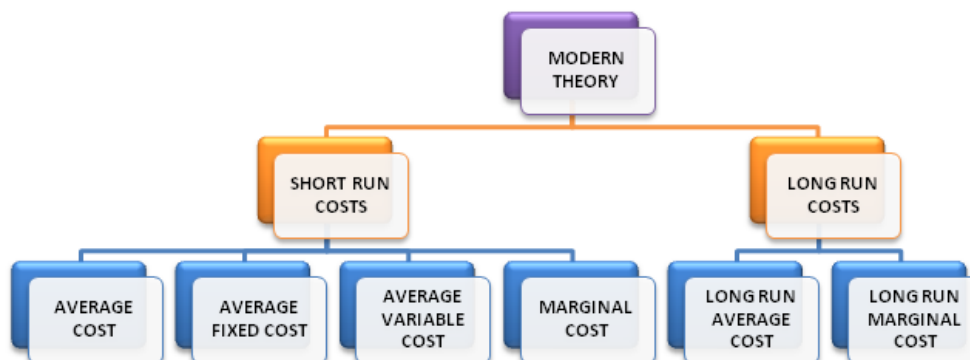 MODERN
THEORY
SHORT RUN
COSTS
LONG RUN
COSTS
AVERAGE
COST
AVERAGE
FIXED COST
AVERAGE
VARIABLE
COST
MARGINAL
COST
LONG RUN
AVERAGE
COST
LONG RUN
MARGINAL
COST